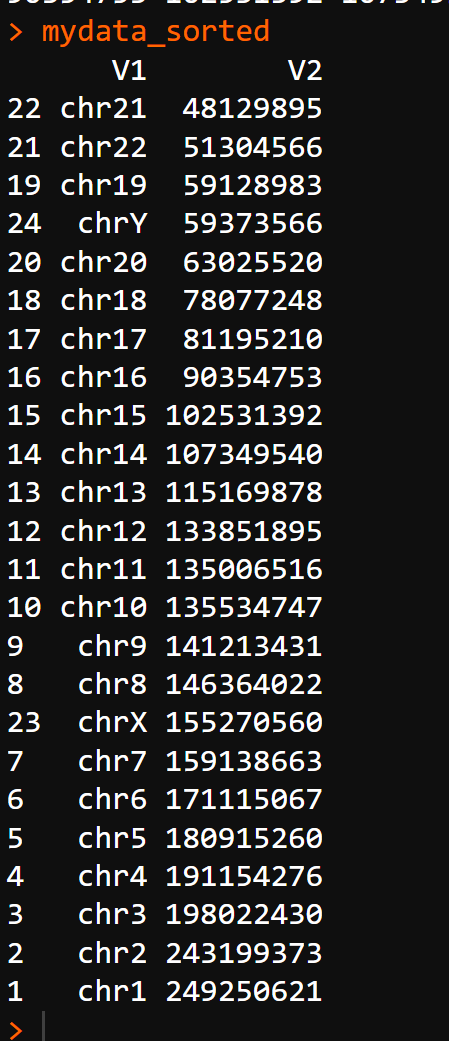 > mydata_sorted
V1 V2
22 chr21 48129895
21 chr22 51304566
19 chr19 59128983
24 chrY 59373566
20 chr20 63025520
18 chr18 78077248
17 chr17 81195210
16 chr16 90354753
15 chr15 102531392
14 chr14 107349540
13 chr13 115169878
12 chr12 133851895
11 chr11 135006516
10 chr10 135534747
9 chr9 141213431
8 chr8 146364022
23 chrX 155270560
7 chr7 159138663
6 chr6 171115067
5 chr5 180915260
4 chr4 191154276
3 chr3 198022430
2 chr2 243199373
1 chr1 249250621
>